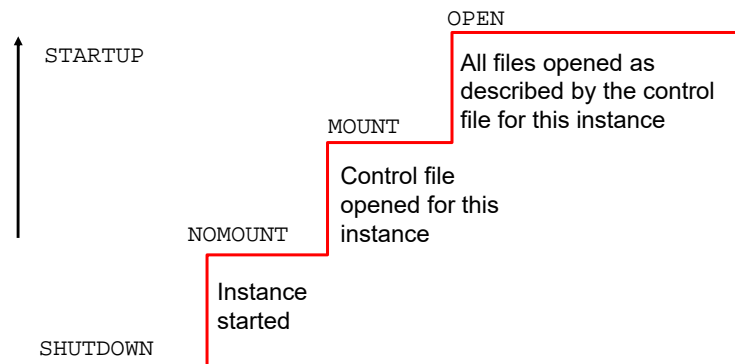 OPEN
STARTUP
All files opened as
described by the control
file for this instance
MOUNT
Control file
opened for this
instance
NOMOUNT
Instance
started
SHUTDOWN